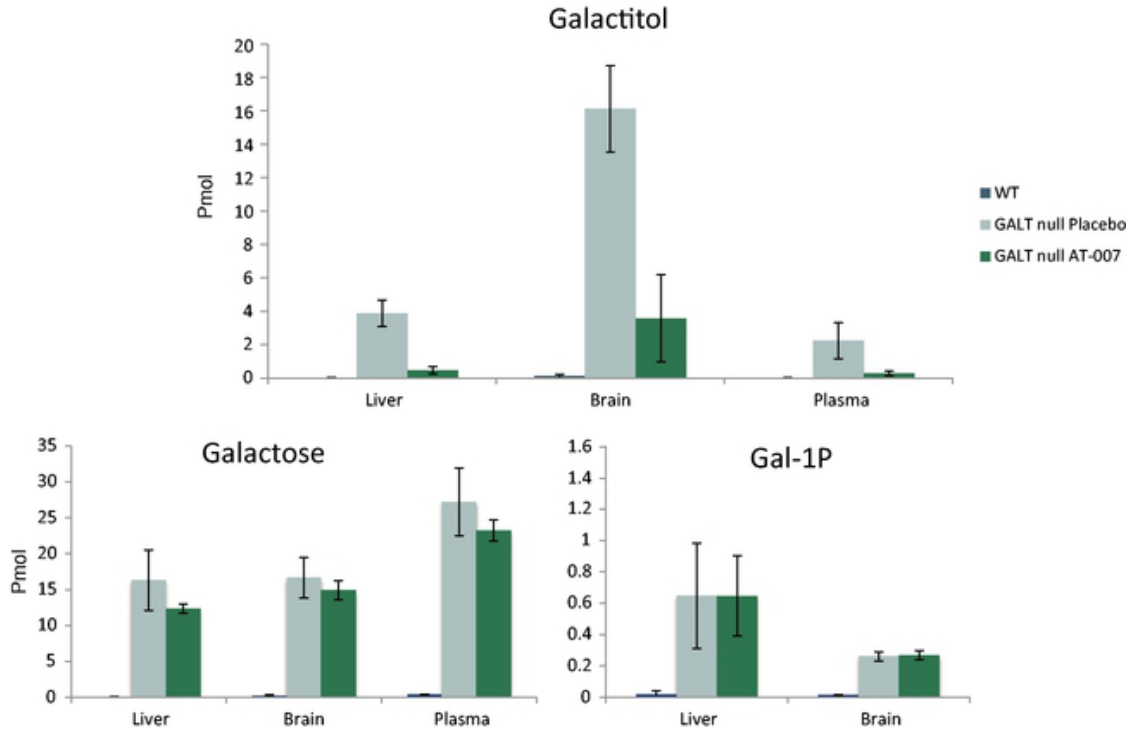 Galactitol
20
18
16
14
12
10
8
6
4
2
0
Pmol
Liver Brain Plasma
WT
GALT null Placebo
GALT null AT-007
Galactose
35
30
25
20
15
10
5
0
Pmol
Liver Brain Plasma
Gal-1P
1.6
1.4
1.2
1
0.8
0.6
0.4
0.2
0
Liver Brain